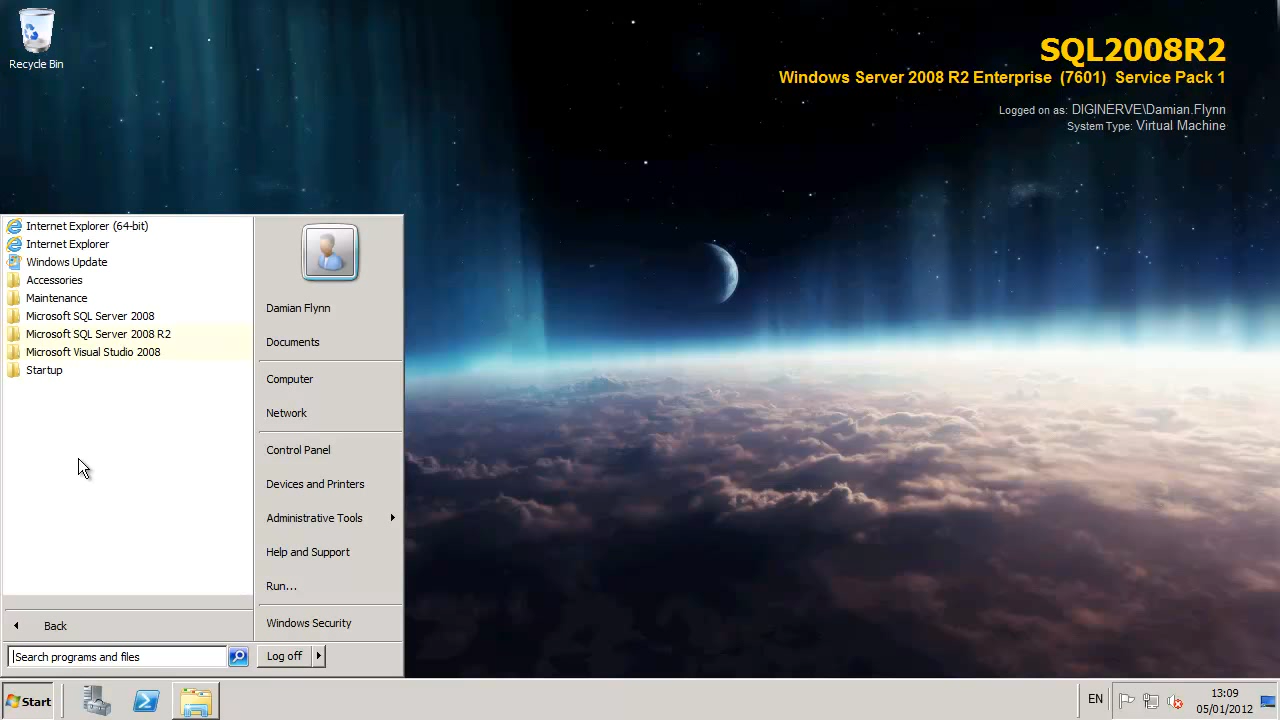 Recycle Bin
SQL2008R2
Windows Server 2008 R2 Enterprise (7601) Service Pack 1
Logged on as: DIGINERVE\Damian.Flynn
System Type: Virtual Machine
Internet Explorer (64-bit)
Internet Explorer
Windows Update
Accessories
Maintenance
Microsoft SQL Server 2008
Microsoft SQL Server 2008 R2
Microsoft Visual Studio 2008
Startup
Back
Search programs and files
Damian Flynn
Documents
Computer
Network
Control Panel
Devices and Printers
Administrative Tools
Help and Support
Run...
Windows Security
Log off
Start
EN
13:09
05/01/2012